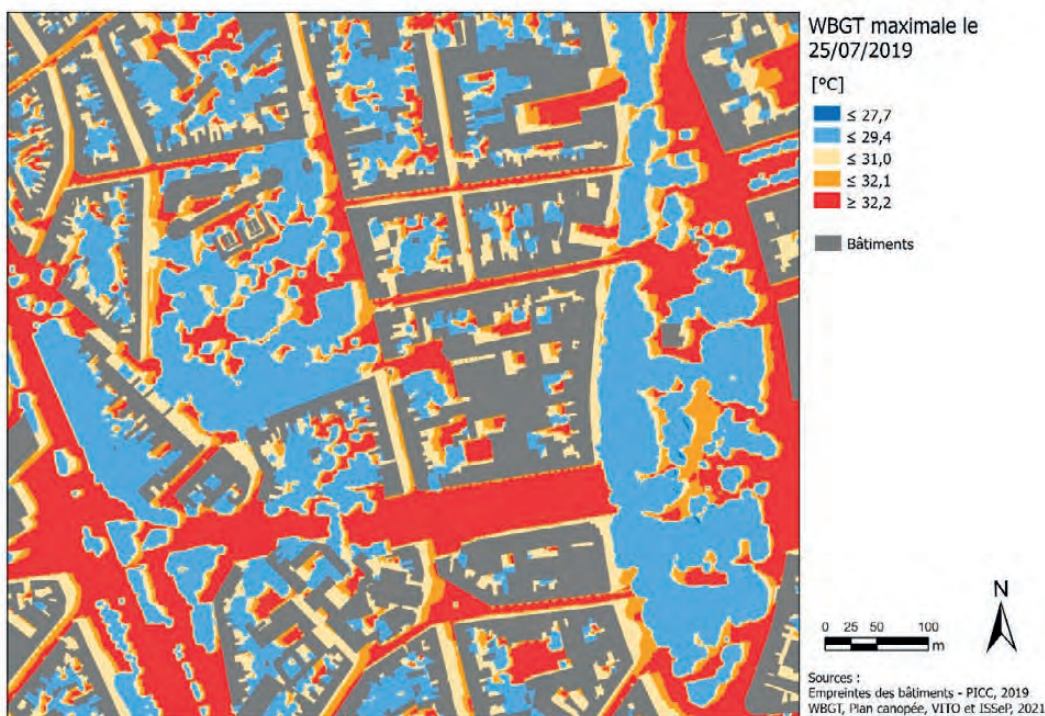 WBGT maximale le
25/07/2019
[°C]
≤ 27,7
≤ 29,4
≤ 31,0
≤ 32,1
≥ 32,2
Bâtiments
N
0 25 50 100
m
Sources :
Empreintes des bâtiments - PICC, 2019
WBGT, Plan canopée, VITO et ISSeP, 2021